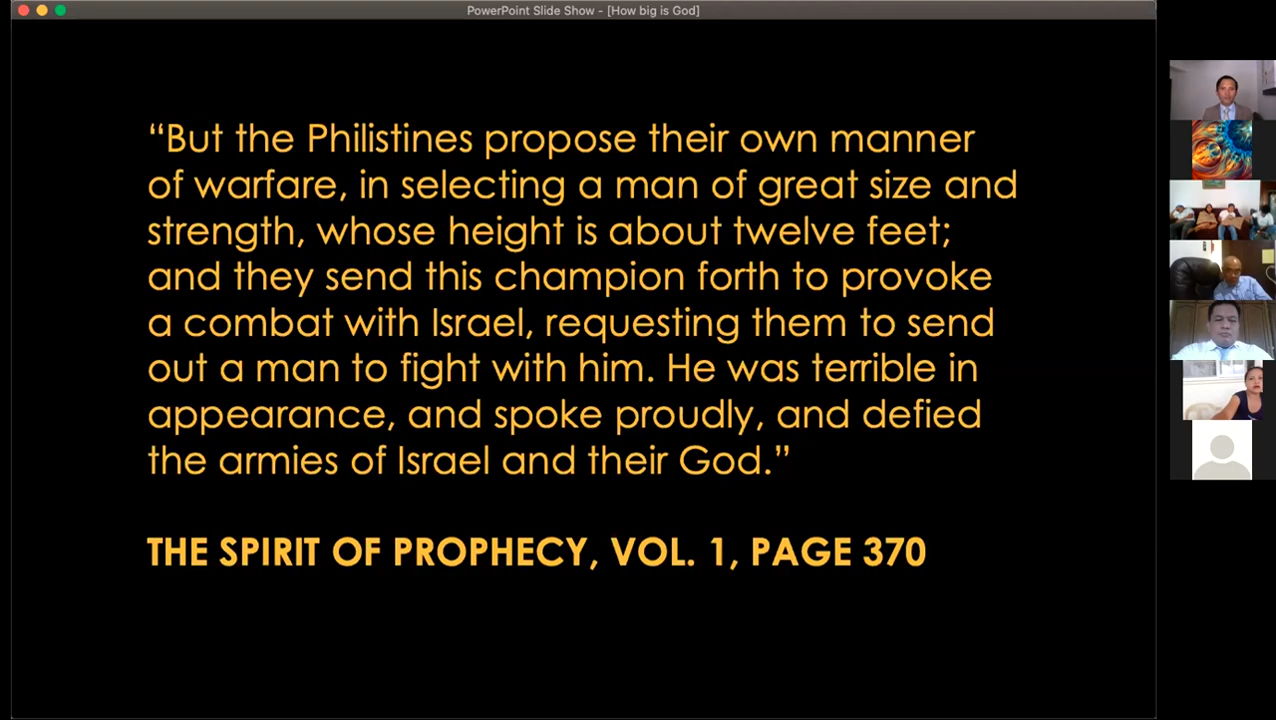 PowerPoint Slide Show - [How big is God]
“But the Philistines propose their own manner
of warfare, in selecting a man of great size and
strength, whose height is about twelve feet;
and they send this champion forth to provoke
a combat with Israel, requesting them to send
out a man to fight with him. He was terrible in
appearance, and spoke proudly, and defied
the armies of Israel and their God.”
THE SPIRIT OF PROPHECY, VOL. 1, PAGE 370